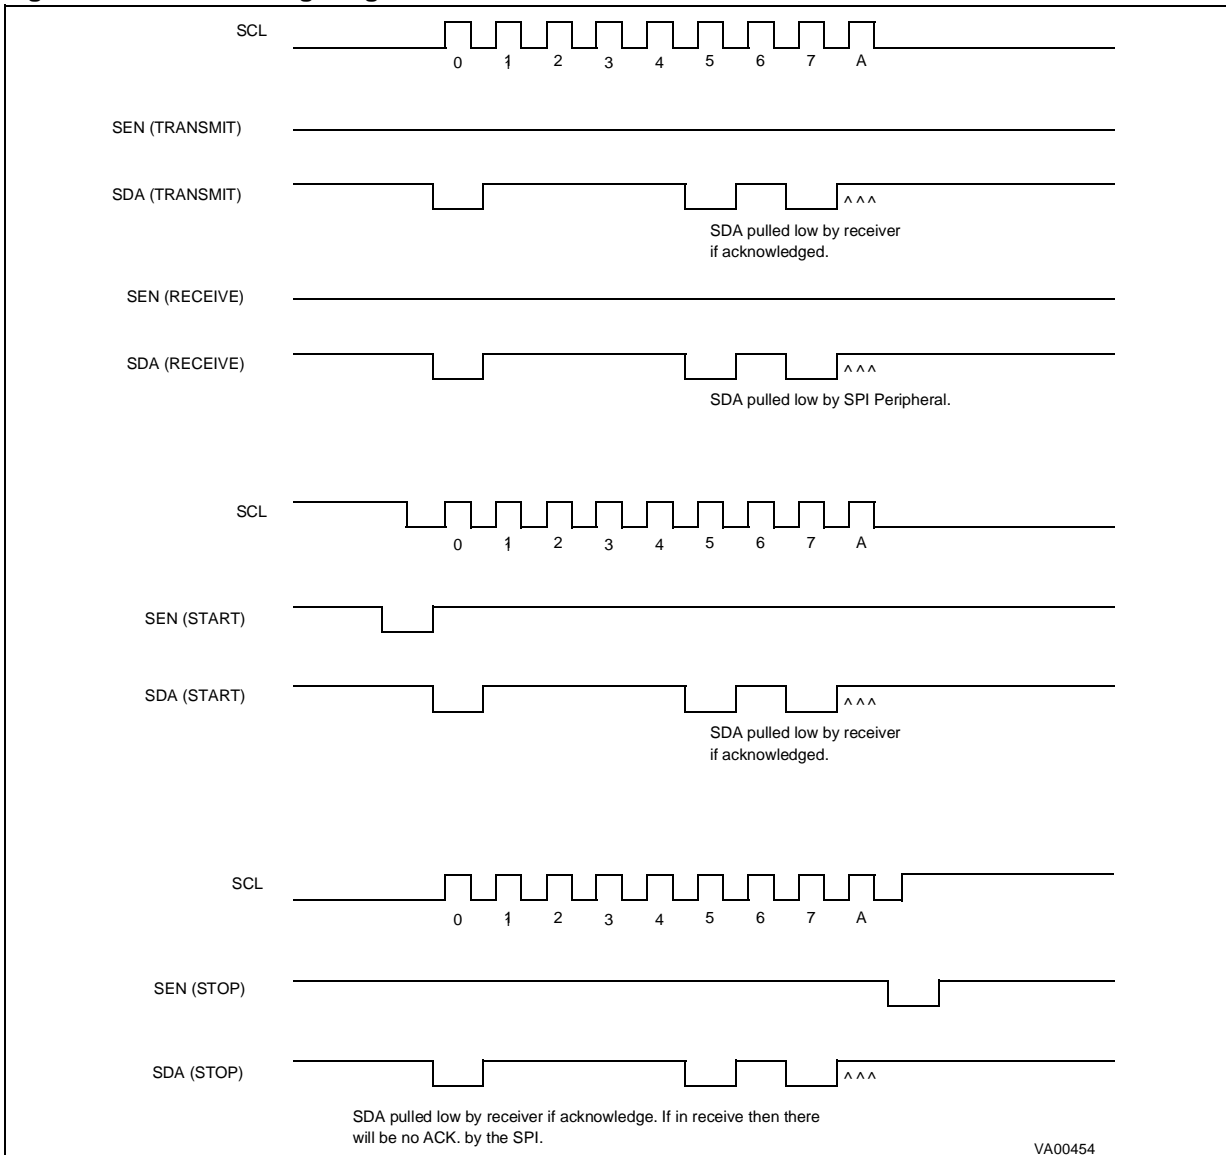 SCL
0 1 2 3 4 5 6 7 A
SEN (TRANSMIT)
SDA (TRANSMIT)
^ ^ ^
SDA pulled low by receiver
if acknowledged.
SEN (RECEIVE)
SDA (RECEIVE)
^ ^ ^
SDA pulled low by SPI Peripheral.
SCL
0 1 2 3 4 5 6 7 A
SEN (START)
SDA (START)
^ ^ ^
SDA pulled low by receiver
if acknowledged.
SCL
0 1 2 3 4 5 6 7 A
SEN (STOP)
SDA (STOP)
^ ^ ^
SDA pulled low by receiver if acknowledge. If in receive then there
will be no ACK. by the SPI.
VA00454